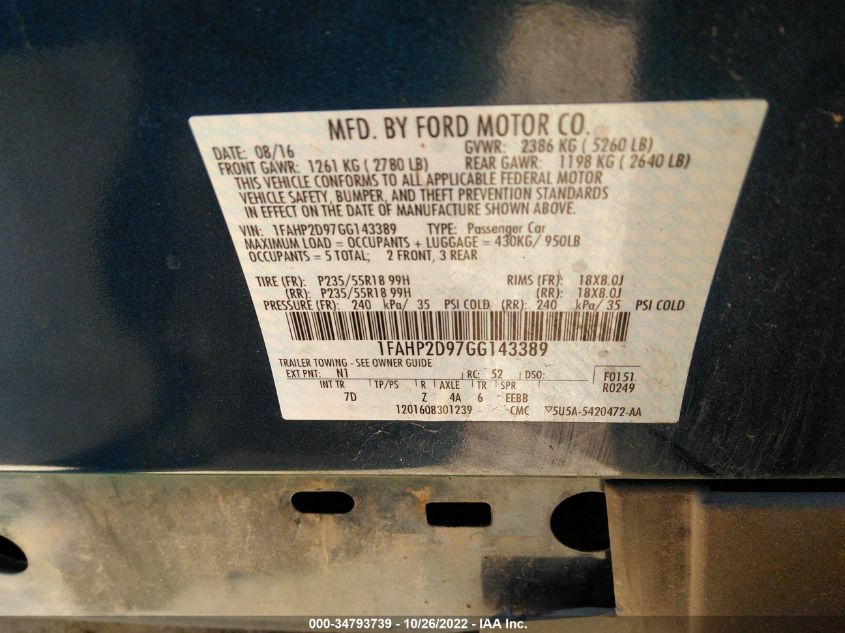 MFD. BY FORD MOTOR CO.
DATE: 08/16 GVWR: 2386 KG ( 5260 LB)
FRONT GAWR: 1261 KG ( 2780 LB) REAR GAWR: 1198 KG ( 2640 LB)
THIS VEHICLE CONFORMS TO ALL APPLICABLE FEDERAL MOTOR
VEHICLE SAFETY, BUMPER, AND THEFT PREVENTION STANDARDS
IN EFFECT ON THE DATE OF MANUFACTURE SHOWN ABOVE.
VIN: 1FAHP2D97GG143389 TYPE: Passenger Car
MAXIMUM LOAD = OCCUPANTS + LUGGAGE = 430KG/ 950LB
OCCUPANTS = 5 TOTAL; 2 FRONT, 3 REAR
TIRE (FR): P235/55R18 99H RIMS (FR): 18X8.0J
(RR): P235/55R18 99H (RR): 18X8.0J
PRESSURE (FR): 240 kPa/ 35 PSI COLD (RR): 240 kPa/ 35 PSI COLD
1FAHP2D97GG143389
TRAILER TOWING - SEE OWNER GUIDE
EXT PNT: N1 RC: 52 DSO: F0151
INT TR TP/PS R AXLE TR SPR R0249
7D Z 4A 6 EEBB
1201608301239 CMC ▽5U5A-5420472-AA
000-34793739 - 10/26/2022 - IAA Inc.